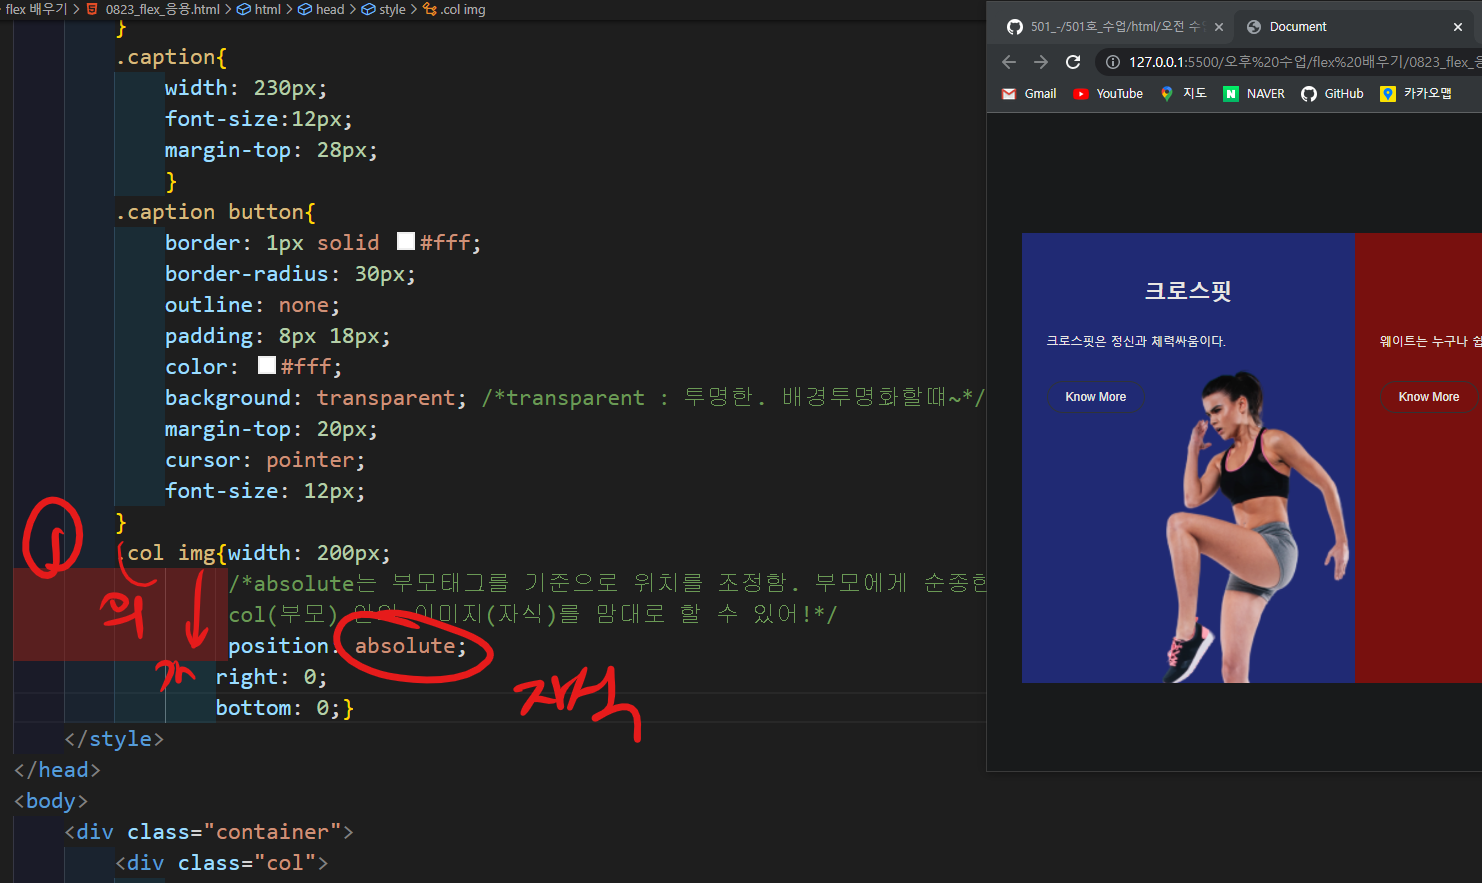 flex 배우기 > 0823_flex_응용.html > html > head > style > .col img
}
.caption{
width: 230px;
font-size:12px;
margin-top: 28px;
}
.caption button{
border: 1px solid #fff;
border-radius: 30px;
outline: none;
padding: 8px 18px;
color: #fff;
background: transparent; /*transparent : 투명한. 배경투명화할때~*/
margin-top: 20px;
cursor: pointer;
font-size: 12px;
}
.col img{width: 200px;
/*absolute는 부모태그를 기준으로 위치를 조정함. 부모에게 순종한
col(부모) 이미지(자식)를 맘대로 할 수 있어!*/
position: absolute;
right: 0;
bottom: 0;}
</style>
</head>
<body>
<div class="container">
<div class="col">
1
의
자식
501_-/501호_수업/html/오전 수
Document
127.0.0.1:5500/오후%20수업/flex%20배우기/0823_flex_응
Gmail YouTube 지도 NAVER GitHub 카카오맵
크로스핏
크로스핏은 정신과 체력싸움이다.
Know More
웨이트는 누구나 쉽
Know More